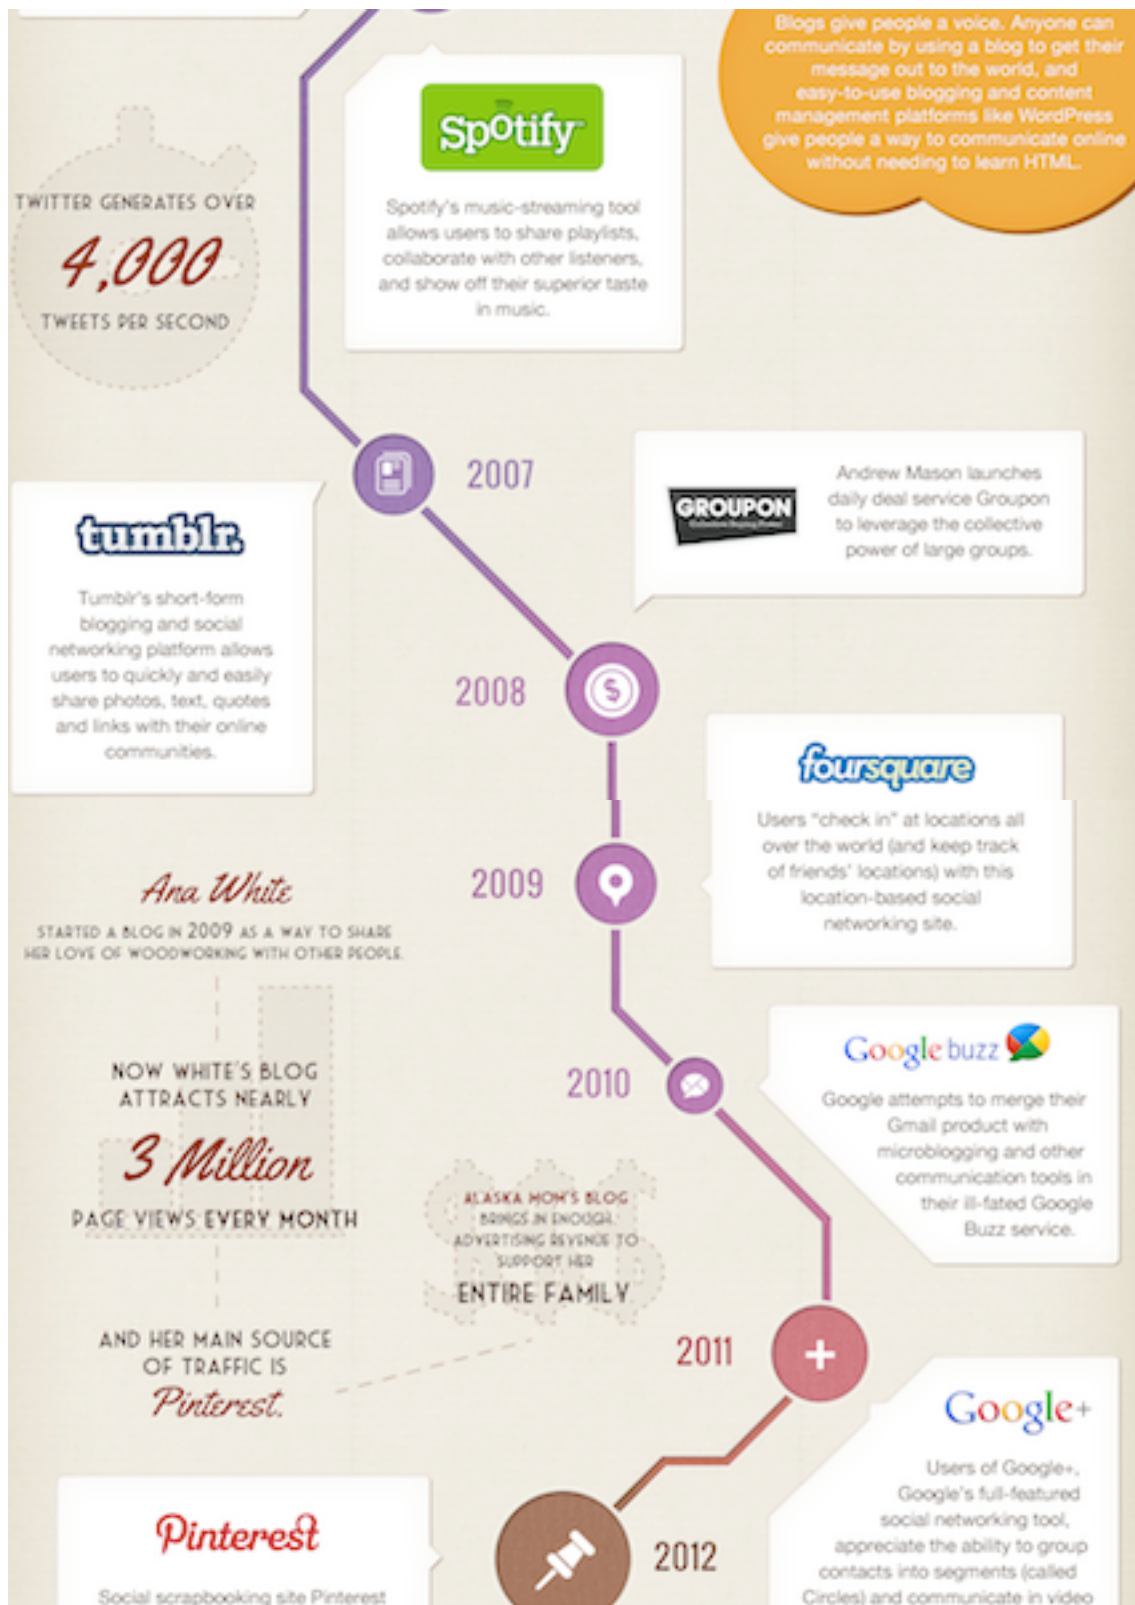 Blogs give people a voice. Anyone can
communicate by using a blog to get their
message out to the world, and
easy-to-use blogging and content
management platforms like WordPress
give people a way to communicate online
without needing to learn HTML.
Spotify
Spotify's music-streaming tool
allows users to share playlists,
collaborate with other listeners,
and show off their superior taste
in music.
TWITTER GENERATES OVER
4,000
TWEETS PER SECOND
2007
tumblr.
Tumblr's short-form
blogging and social
networking platform allows
users to quickly and easily
share photos, text, quotes
and links with their online
communities.
GROUPON
Collective Buying Power
Andrew Mason launches
daily deal service Groupon
to leverage the collective
power of large groups.
2008
foursquare
Users "check in" at locations all
over the world (and keep track
of friends' locations) with this
location-based social
networking site.
2009
Ana White
STARTED A BLOG IN 2009 AS A WAY TO SHARE
HER LOVE OF WOODWORKING WITH OTHER PEOPLE.
NOW WHITE'S BLOG
ATTRACTS NEARLY
3 Million
PAGE VIEWS EVERY MONTH
AND HER MAIN SOURCE
OF TRAFFIC IS
Pinterest.
ALASKA MOM'S BLOG
BRINGS IN ENOUGH
ADVERTISING REVENUE TO
SUPPORT HER
ENTIRE FAMILY
2010
Google buzz
Google attempts to merge their
Gmail product with
microblogging and other
communication tools in
their ill-fated Google
Buzz service.
2011
Google+
Users of Google+,
Google's full-featured
social networking tool,
appreciate the ability to group
contacts into segments (called
Circles) and communicate in video
2012
Pinterest
Social scrapbooking site Pinterest